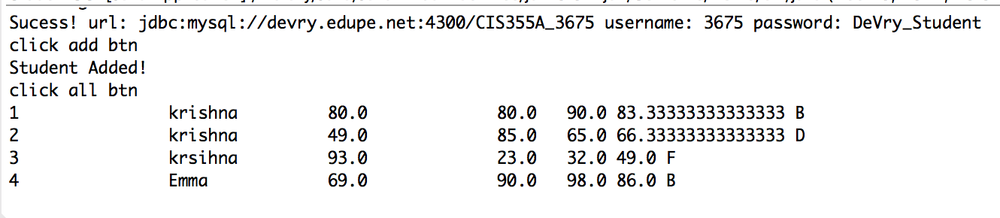 Sucess! url: jdbc:mysql://devry.edupe.net:4300/CIS355A_3675 username: 3675 password: DeVry_Student
click add btn
Student Added!
click all btn
1 krishna 80.0 80.0 90.0 83.33333333333333 B
2 krishna 49.0 85.0 65.0 66.33333333333333 D
3 krsihna 93.0 23.0 32.0 49.0 F
4 Emma 69.0 90.0 98.0 86.0 B